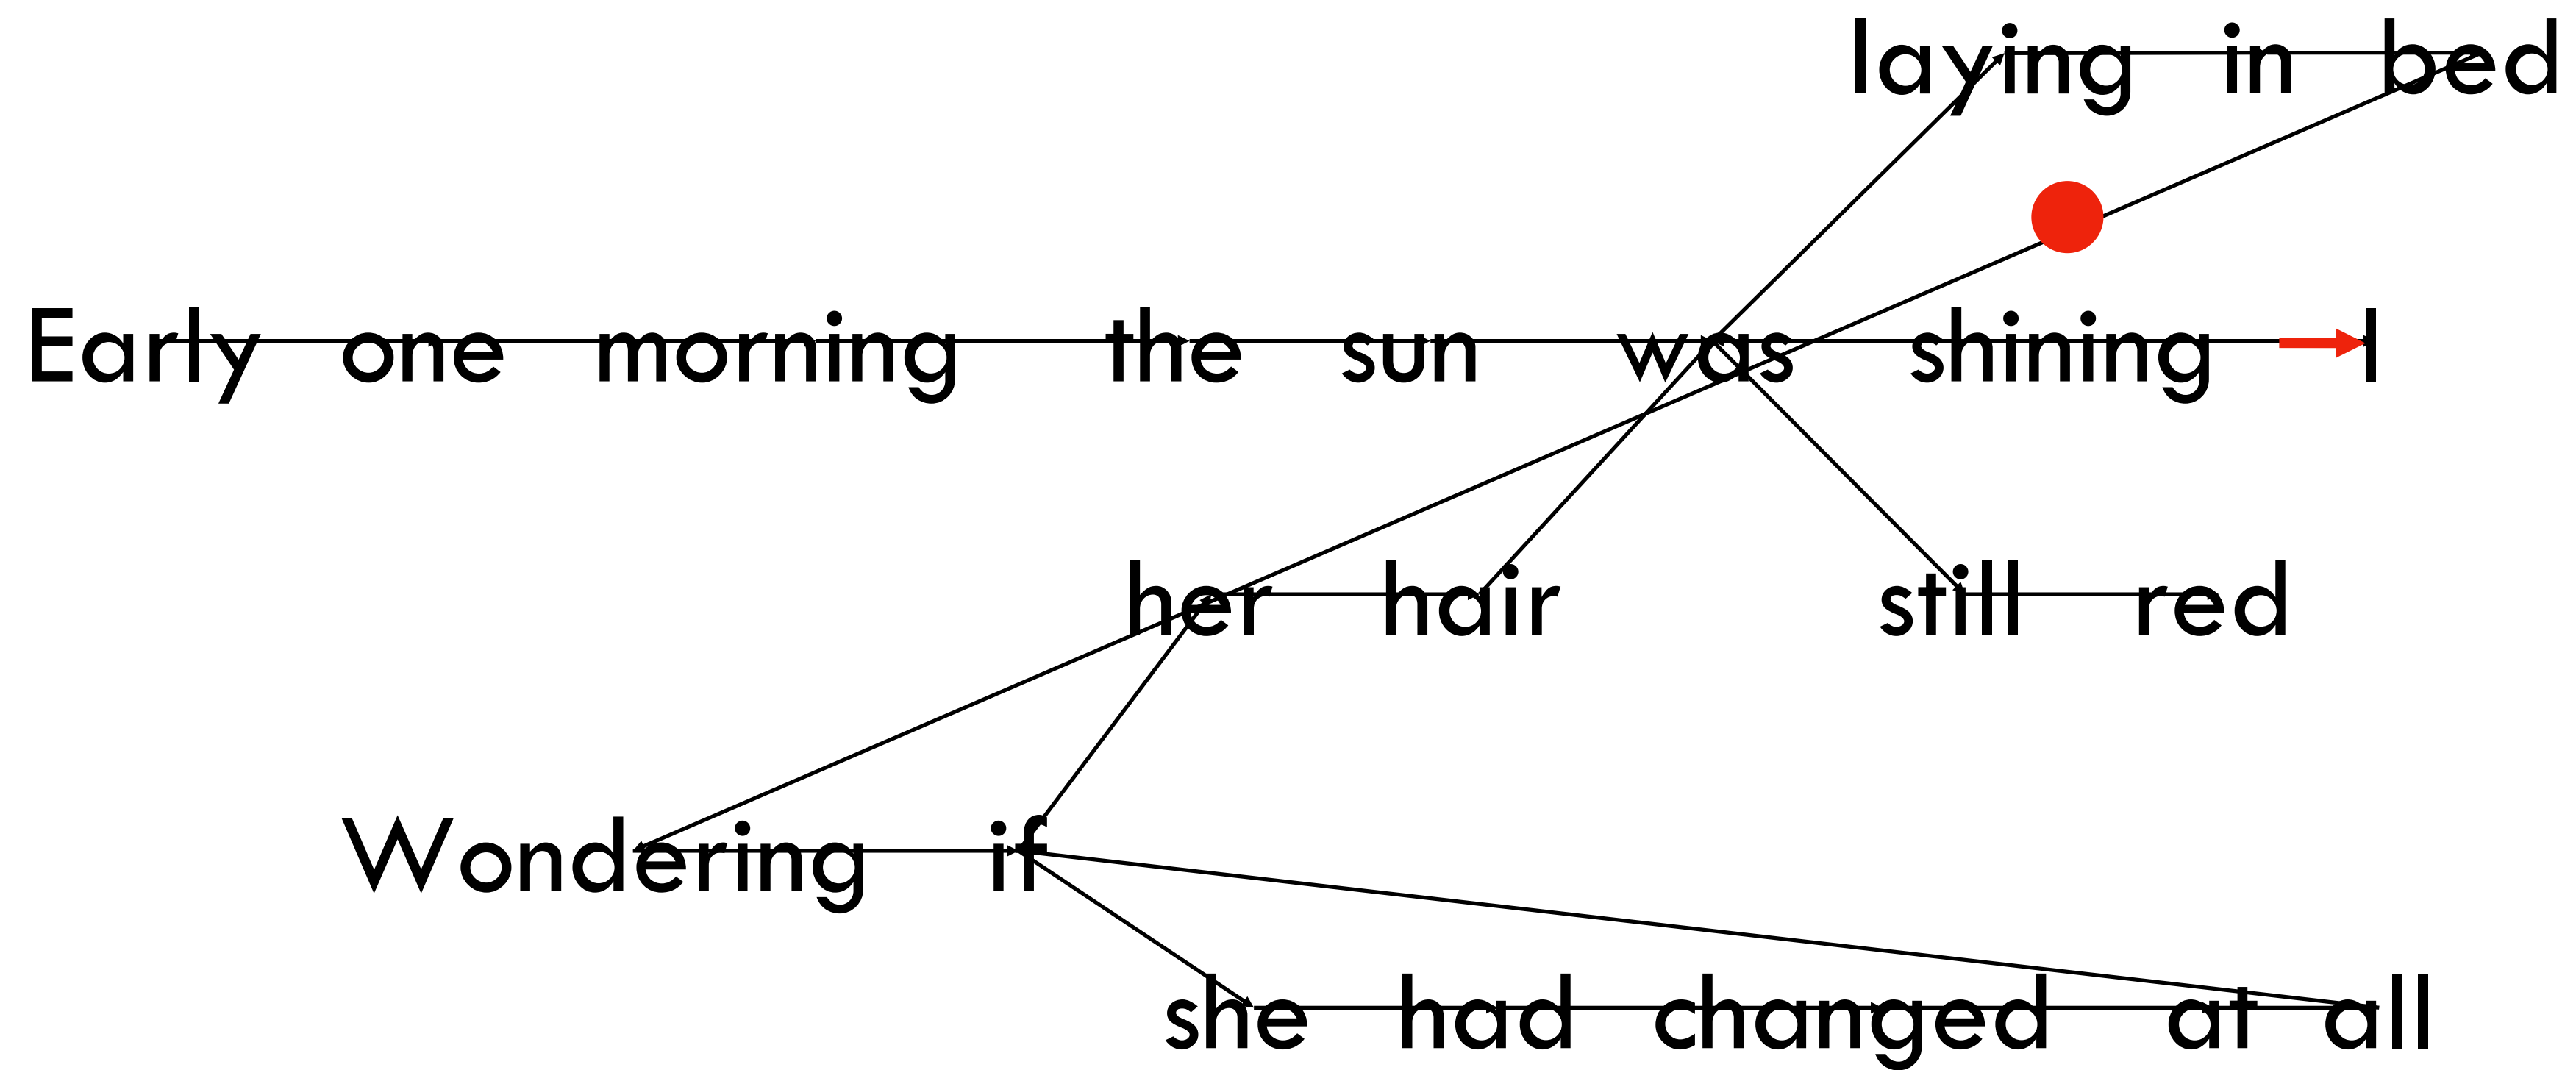 laying in bed
Early one morning the sun was shining I
her hair still red
Wondering if
she had changed at all